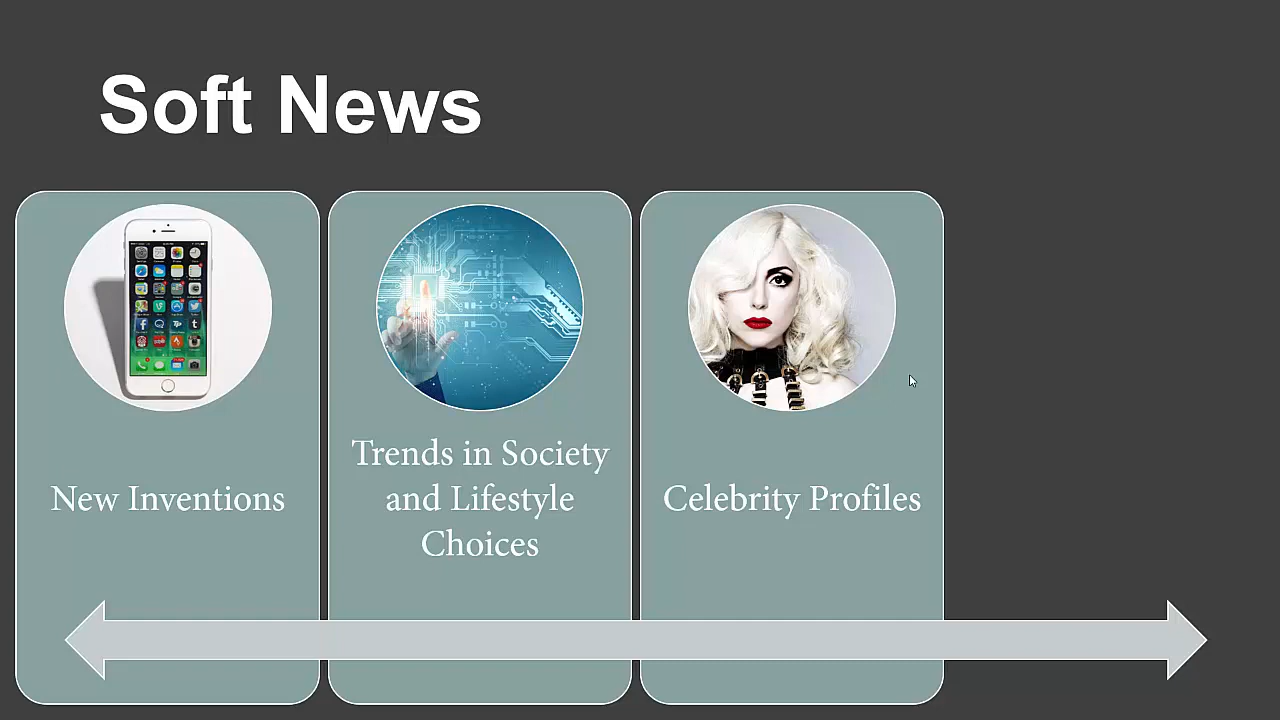 Soft News
New Inventions
Trends in Society
and Lifestyle
Choices
Celebrity Profiles